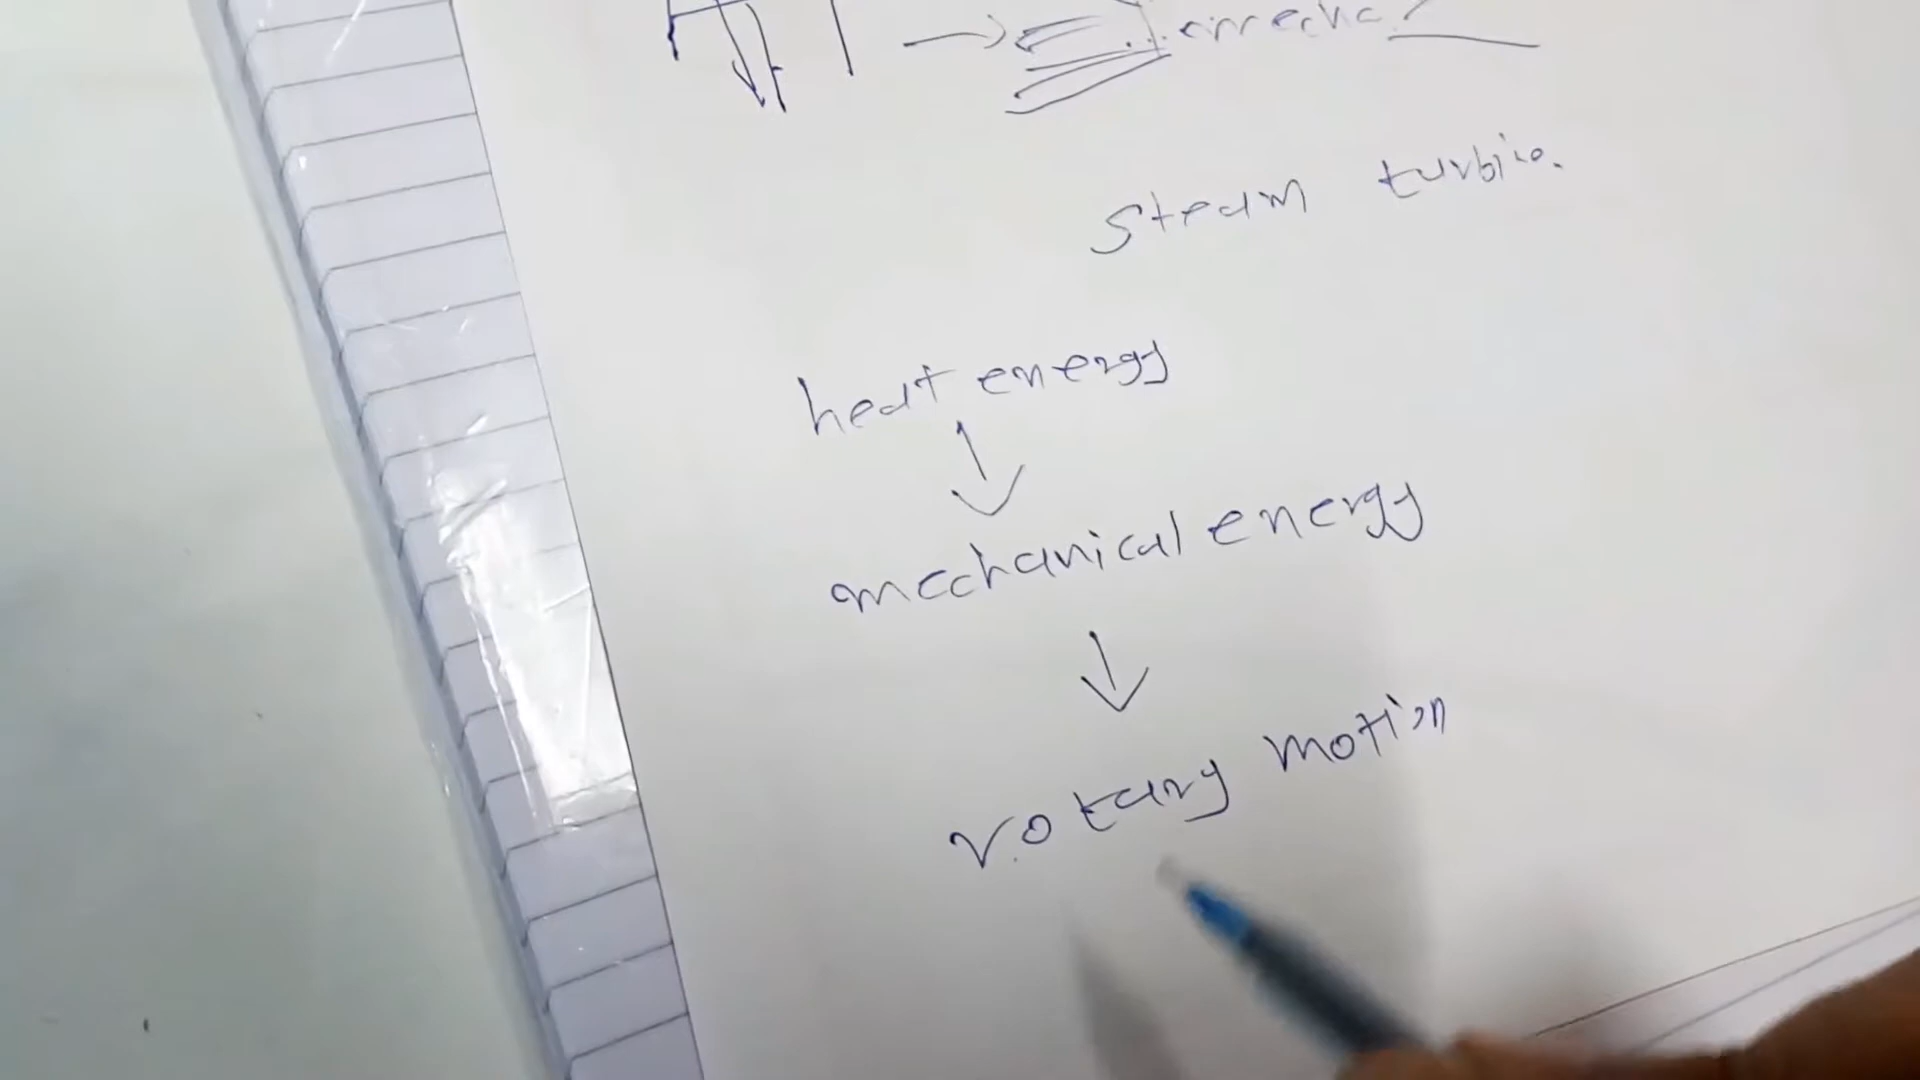 steam turbine.
heat energy
↓
mechanical energy
↓
rotary motion